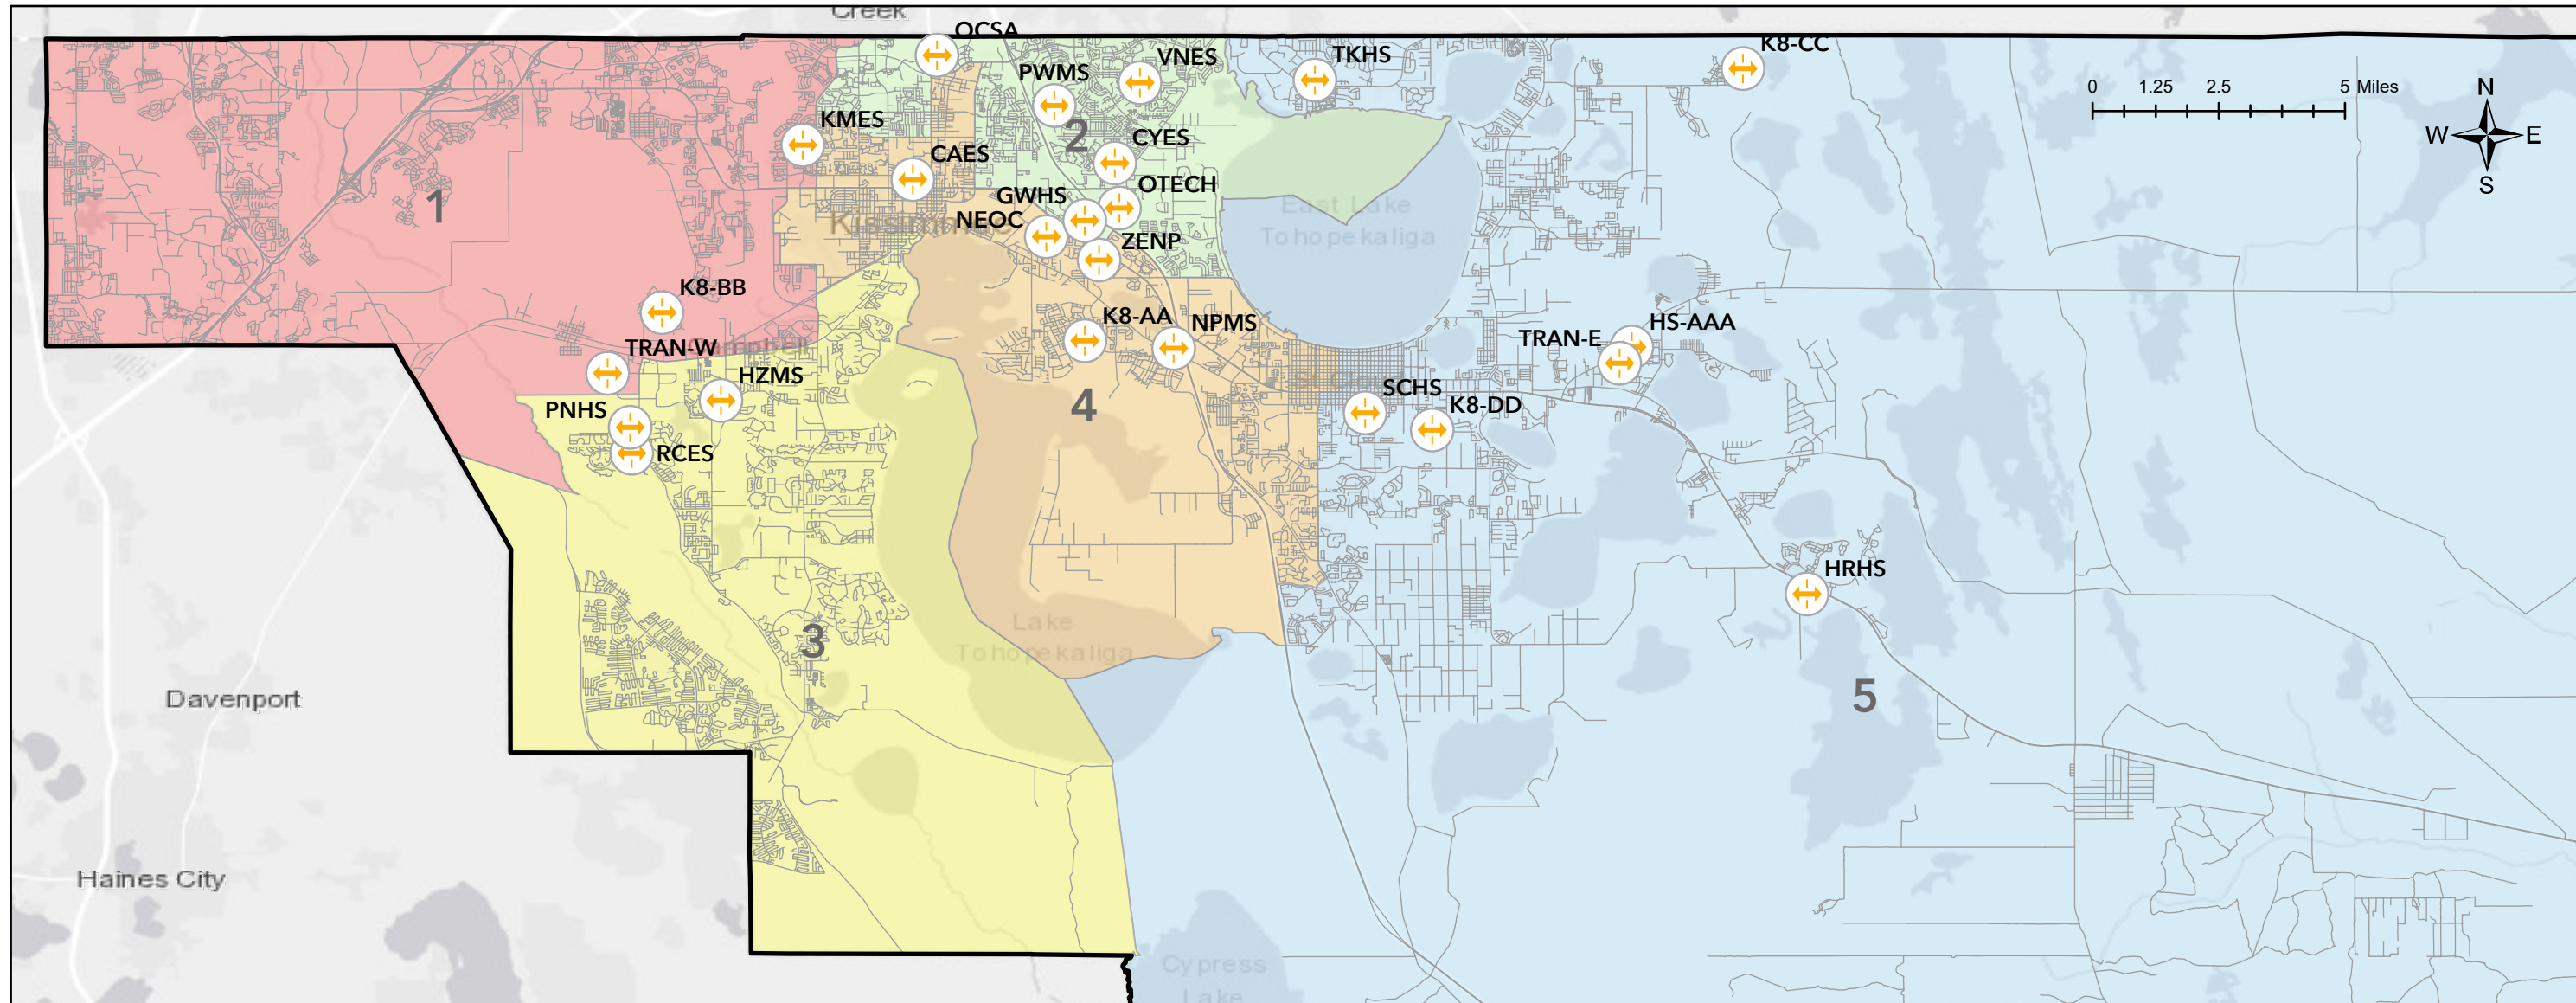 Creek
OCSA
K8-CC
PWMS
VNES
TKHS
0 1.25 2.5 5 Miles
N
W E
S
KMES
2
CYES
CAES
OTECH
GWHS
1
East Lake
Tohopekaliga
Kissimmee
NEOC
ZENP
K8-BB
K8-AA
NPMS
HS-AAA
TRAN-E
TRAN-W
Campbell
HZMS
SCHS
K8-DD
4
PNHS
RCES
HRHS
Lake
Tohopekaliga
3
5
Davenport
Haines City
Cypress
Lake